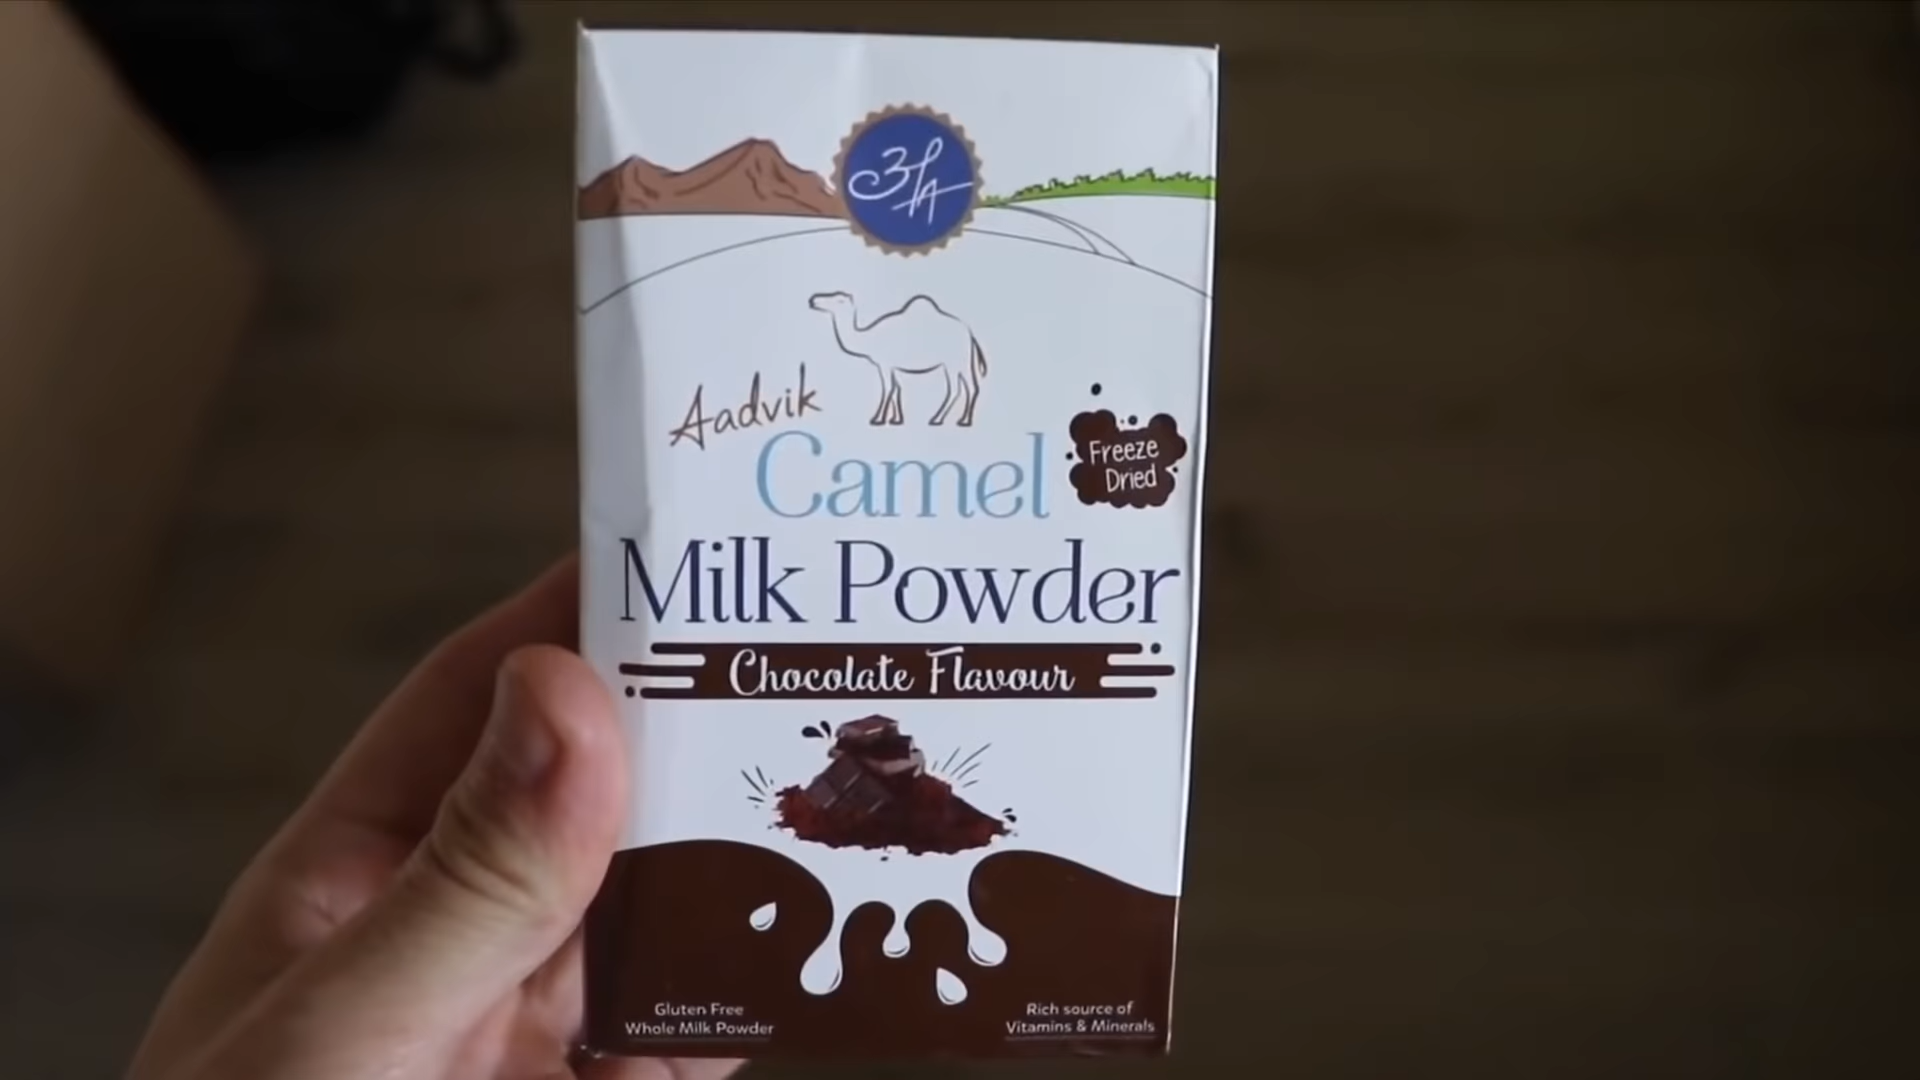 Aadvik
Camel
Freeze
Dried
Milk Powder
Chocolate Flavour
Gluten Free
Whole Milk Powder
Rich source of
Vitamins & Minerals